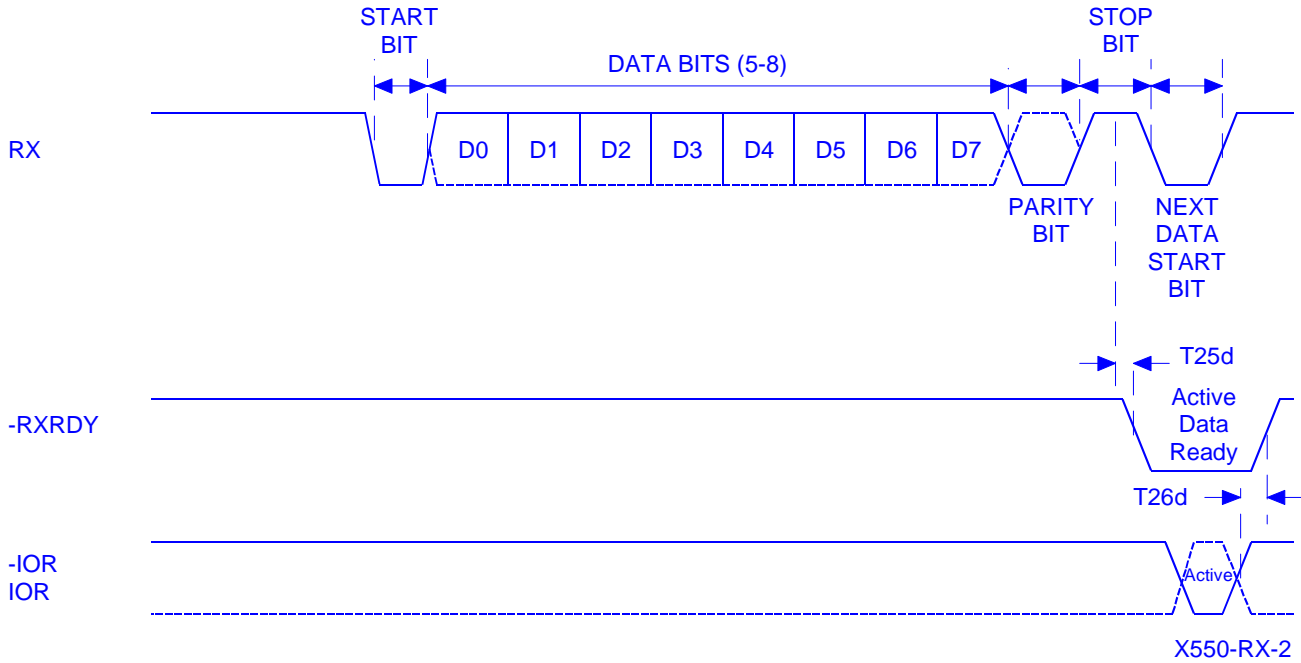 START
BIT
DATA BITS (5-8)
STOP
BIT
RX
D0 D1 D2 D3 D4 D5 D6 D7
PARITY
BIT
NEXT
DATA
START
BIT
T25d
-RXRDY
Active
Data
Ready
T26d
-IOR
IOR
Active
X550-RX-2